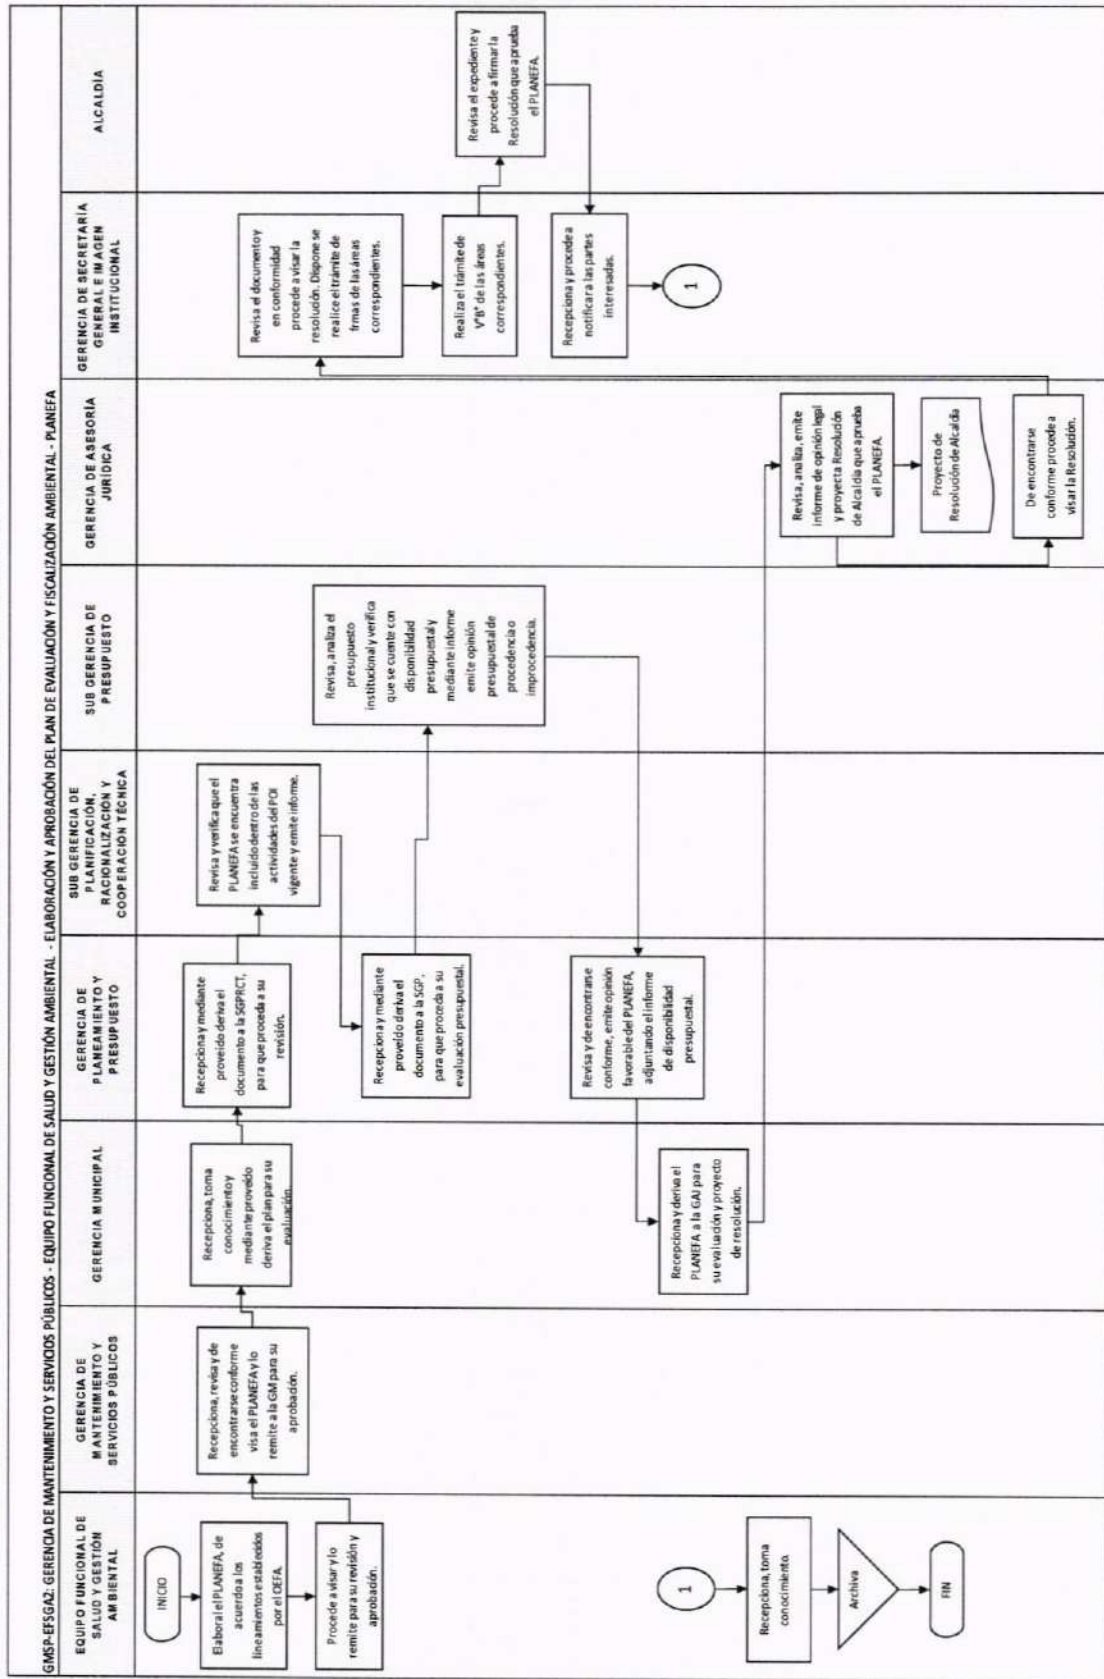 GMSP-EFSGA2: GERENCIA DE MANTENIMIENTO Y SERVICIOS PÚBLICOS - EQUIPO FUNCIONAL DE SALUD Y GESTIÓN AMBIENTAL - ELABORACIÓN Y APROBACIÓN DEL PLAN DE EVALUACIÓN Y FISCALIZACIÓN AMBIENTAL - PLANEFA
EQUIPO FUNCIONAL DE
SALUD Y GESTIÓN
AMBIENTAL
GERENCIA DE
MANTENIMIENTO Y
SERVICIOS PÚBLICOS
GERENCIA MUNICIPAL
GERENCIA DE
PLANEAMIENTO Y
PRESUPUESTO
SUB GERENCIA DE
PLANIFICACIÓN,
RACIONALIZACIÓN Y
COOPERACIÓN TÉCNICA
SUB GERENCIA DE
PRESUPUESTO
GERENCIA DE ASESORÍA
JURÍDICA
GERENCIA DE SECRETARÍA
GENERAL E IMAGEN
INSTITUCIONAL
ALCALDÍA
INICIO
Elabora el PLANEFA, de
acuerdo a los
lineamientos establecidos
por el OEFA.
Procede a visar y lo
remite para su revisión y
aprobación.
Recepciona, revisa y de
encontrarse conforme
visa el PLANEFA y lo
remite a la GM para su
aprobación.
Recepciona, toma
conocimiento y
mediante proveído
deriva el plan para su
evaluación.
Recepciona y mediante
proveído deriva el
documento a la SGPRCT,
para que proceda a su
revisión.
Revisa y verifica que el
PLANEFA se encuentra
incluido dentro de las
actividades del POI
vigente y emite informe.
Recepciona y mediante
proveído deriva el
documento a la SGP,
para que proceda a su
evaluación presupuestal.
Revisa, analiza el
presupuesto
institucional y verifica
que se cuente con
disponibilidad
presupuestal y
mediante informe
emite opinión
presupuestal de
procedencia o
improcedencia.
Revisa y de encontrarse
conforme, emite opinión
favorable del PLANEFA,
adjuntando el informe
de disponibilidad
presupuestal.
Recepciona y deriva el
PLANEFA a la GAJ para
su evaluación y proyecto
de resolución.
Revisa, analiza, emite
informe de opinión legal
y proyecta Resolución
de Alcaldía que aprueba
el PLANEFA.
Proyecto de
Resolución de Alcaldía
De encontrarse
conforme procede a
visar la Resolución.
Revisa el documento y
en conformidad
procede a visar la
resolución. Dispone se
realice el trámite de
firmas de las áreas
correspondientes.
Realiza el trámite de
V°B° de las áreas
correspondientes.
Revisa el expediente y
procede a firmar la
Resolución que aprueba
el PLANEFA.
Recepciona y procede a
notificar a las partes
interesadas.
1
1
Recepciona, toma
conocimiento.
Archiva
FIN